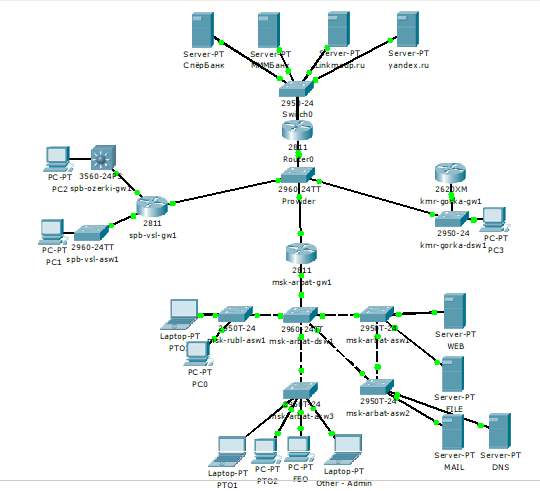 Server-PT
СпёрБанк
Server-PT
МММБанк
Server-PT
Linkmeup.ru
Server-PT
yandex.ru
2950-24
Switch0
2811
Router0
2960-24TT
Provider
PC-PT
PC2
3560-24PS
spb-ozerki-gw1
2811
spb-vsl-gw1
PC-PT
PC1
2960-24TT
spb-vsl-asw1
2620XM
kmr-gorka-gw1
2950-24
kmr-gorka-dsw1
PC-PT
PC3
2811
msk-arbat-gw1
Laptop-PT
2950T-24
msk-rubl-asw1
PC-PT
PC0
2960-24TT
msk-arbat-dsw1
2950T-24
Server-PT
WEB
Server-PT
FILE
2950T-24
msk-arbat-asw3
2950T-24
msk-arbat-asw2
Server-PT
MAIL
Server-PT
DNS
Laptop-PT
PTO1
PC-PT
PTO2
PC-PT
FEO
Laptop-PT
Other - Admin